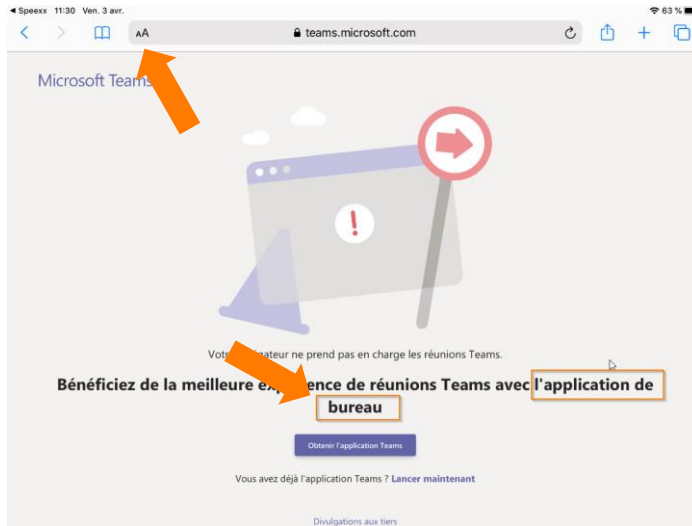 ◄ Speexx 11:30 Ven. 3 avr. 63 %
AA teams.microsoft.com
Microsoft Teams
Votre ne prend pas en charge les réunions Teams.
Bénéficiez de la meilleure de réunions Teams avec l'application de
bureau
Obtenir l'application Teams
Vous avez déjà l'application Teams ? Lancer maintenant
Divulgations aux tiers